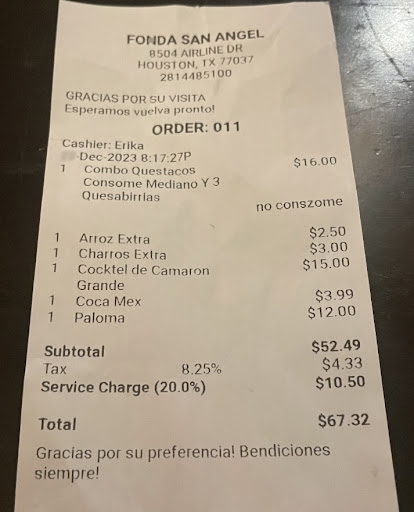 FONDA SAN ANGEL
8504 AIRLINE DR
HOUSTON, TX 77037
2814485100
GRACIAS POR SU VISITA
Esperamos vuelva pronto!
ORDER: 011
Cashier: Erika
-Dec-2023 8:17:27P
1 Combo Questacos $16.00
Consome Mediano Y 3
Quesabirrias
no conszome
1 Arroz Extra $2.50
1 Charros Extra $3.00
1 Cocktel de Camaron $15.00
Grande
1 Coca Mex $3.99
1 Paloma $12.00
Subtotal $52.49
Tax 8.25% $4.33
Service Charge (20.0%) $10.50
Total $67.32
Gracias por su preferencia! Bendiciones
siempre!